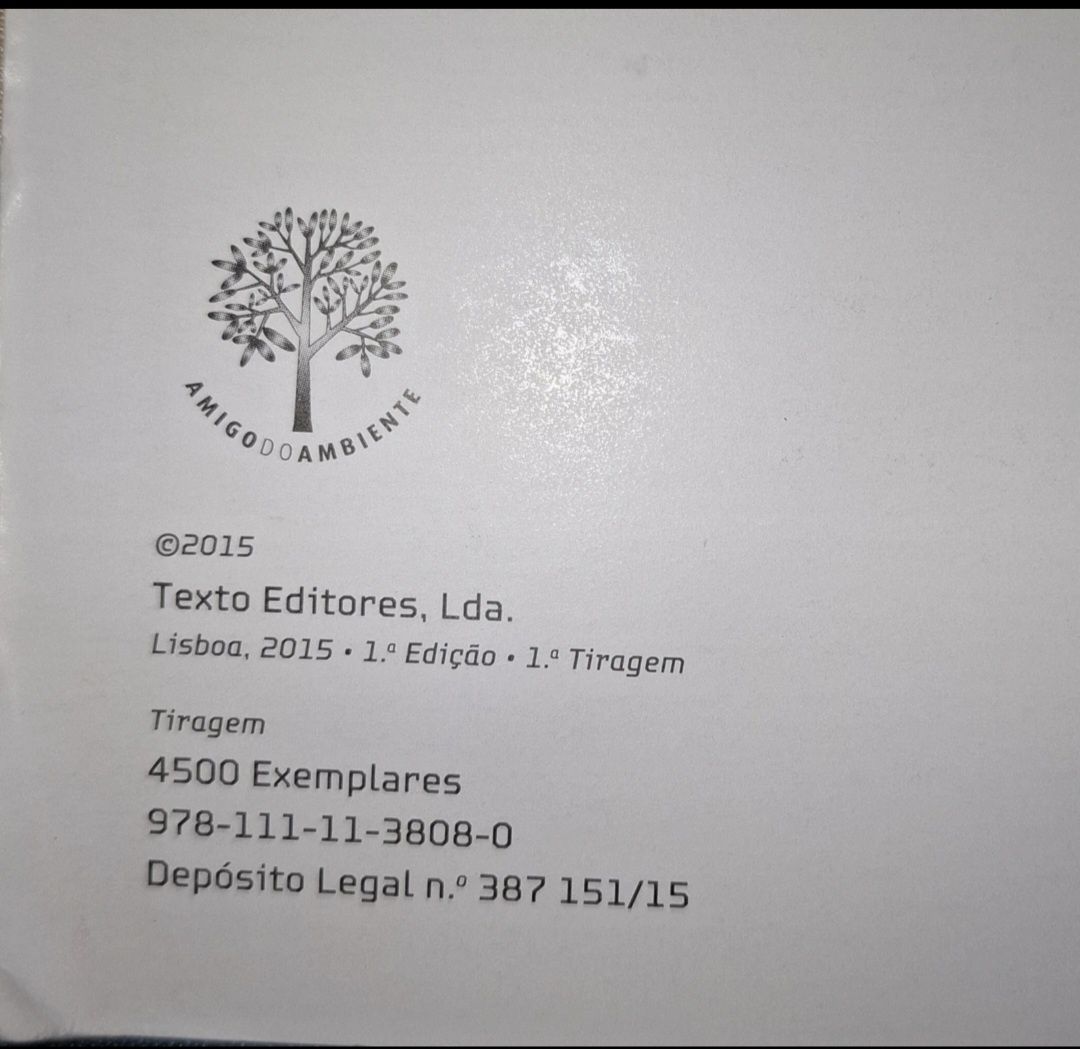 AMIGODOAMBIENTE
©2015
Texto Editores, Lda.
Lisboa, 2015 • 1.ª Edição • 1.ª Tiragem
Tiragem
4500 Exemplares
978-111-11-3808-0
Depósito Legal n.º 387 151/15